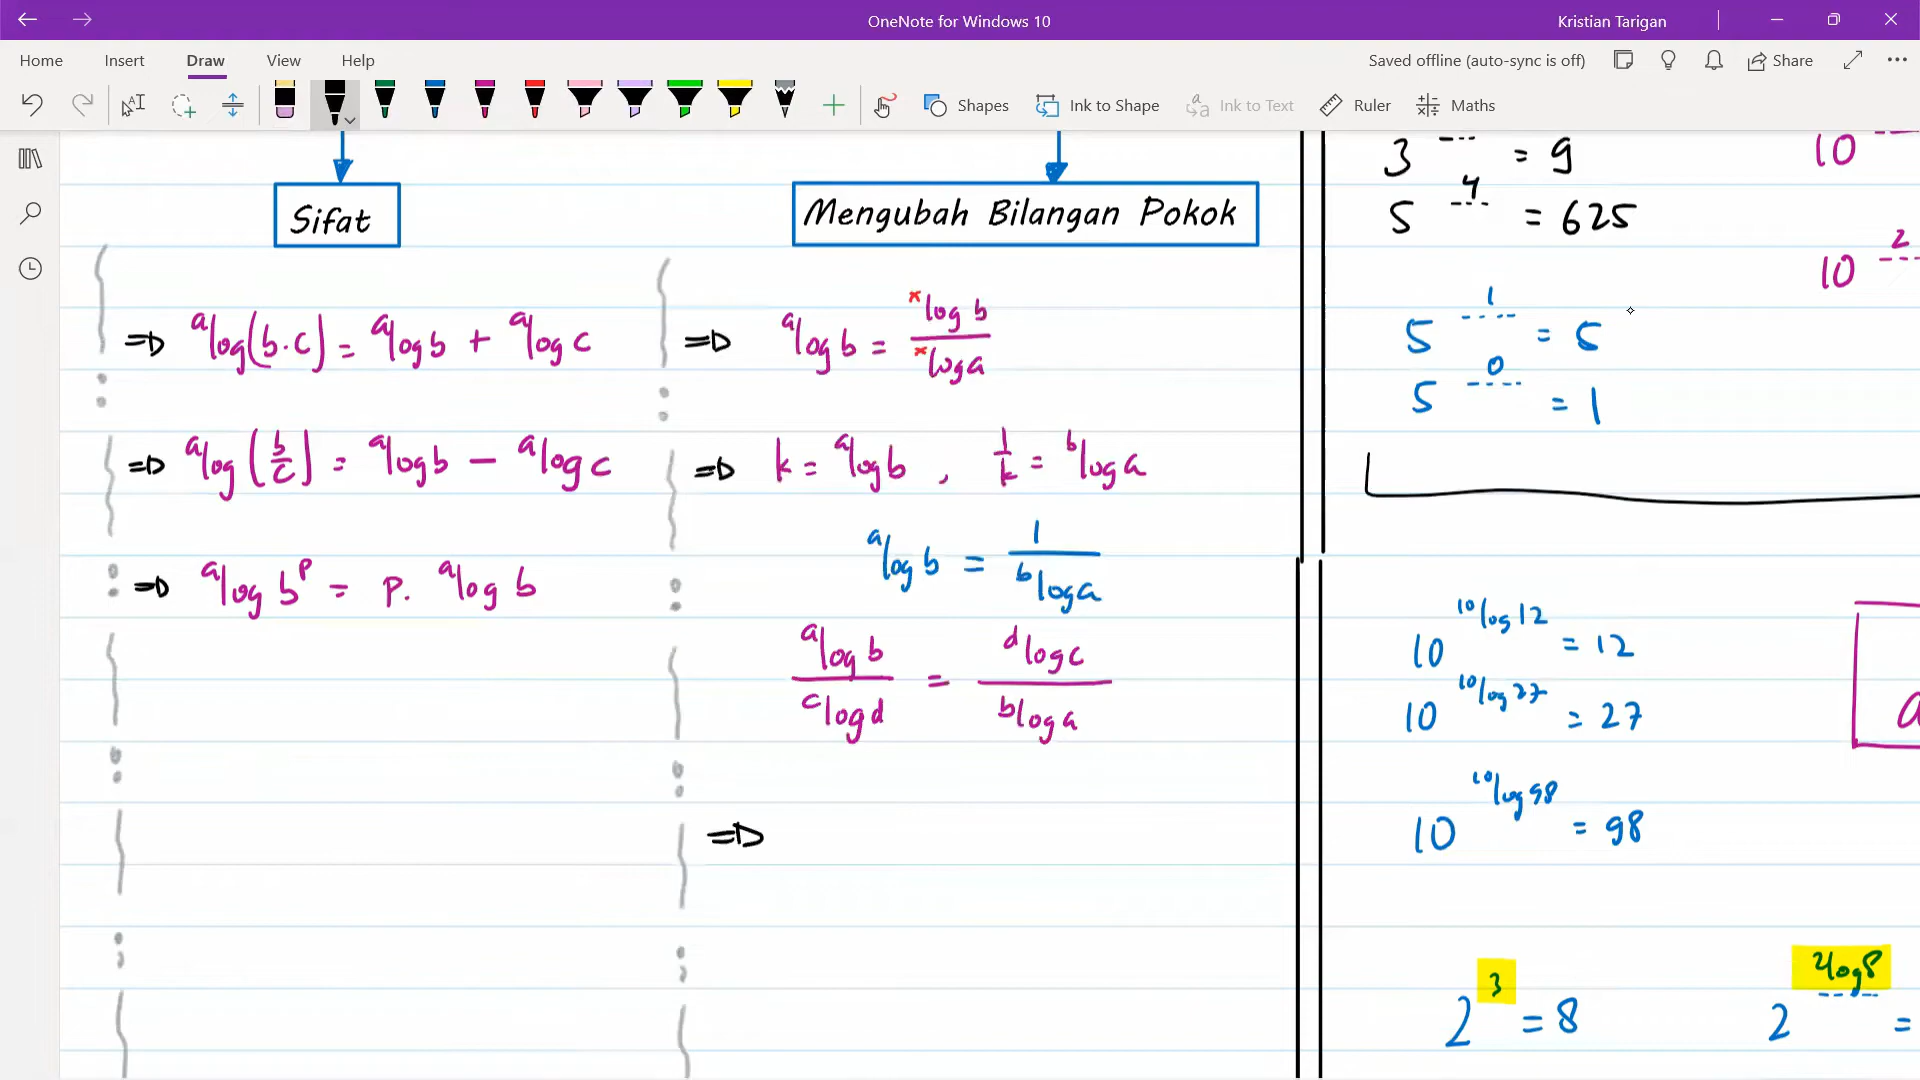 OneNote for Windows 10
Kristian Tarigan
Home Insert Draw View Help
Saved offline (auto-sync is off) Share
Shapes Ink to Shape Ink to Text Ruler Maths
Sifat
ᵃlog(b·c) = ᵃlog b + ᵃlog c
ᵃlog(b/c) = ᵃlog b − ᵃlog c
ᵃlog bᵖ = p. ᵃlog b
Mengubah Bilangan Pokok
ᵃlog b = ˣlog b / ˣlog a
k = ᵃlog b , 1/k = ᵇlog a
ᵃlog b = 1 / ᵇlog a
ᵃlog b / ᶜlog d = ᵈlog c / ᵇlog a
=D
3 --- = 9
5 4 = 625
5 1 = 5
5 0 = 1
10
10 2
10^(¹⁰log 12) = 12
10^(¹⁰log 27) = 27
10^(¹⁰log 98) = 98
a
2³ = 8
2^(²log 8) =